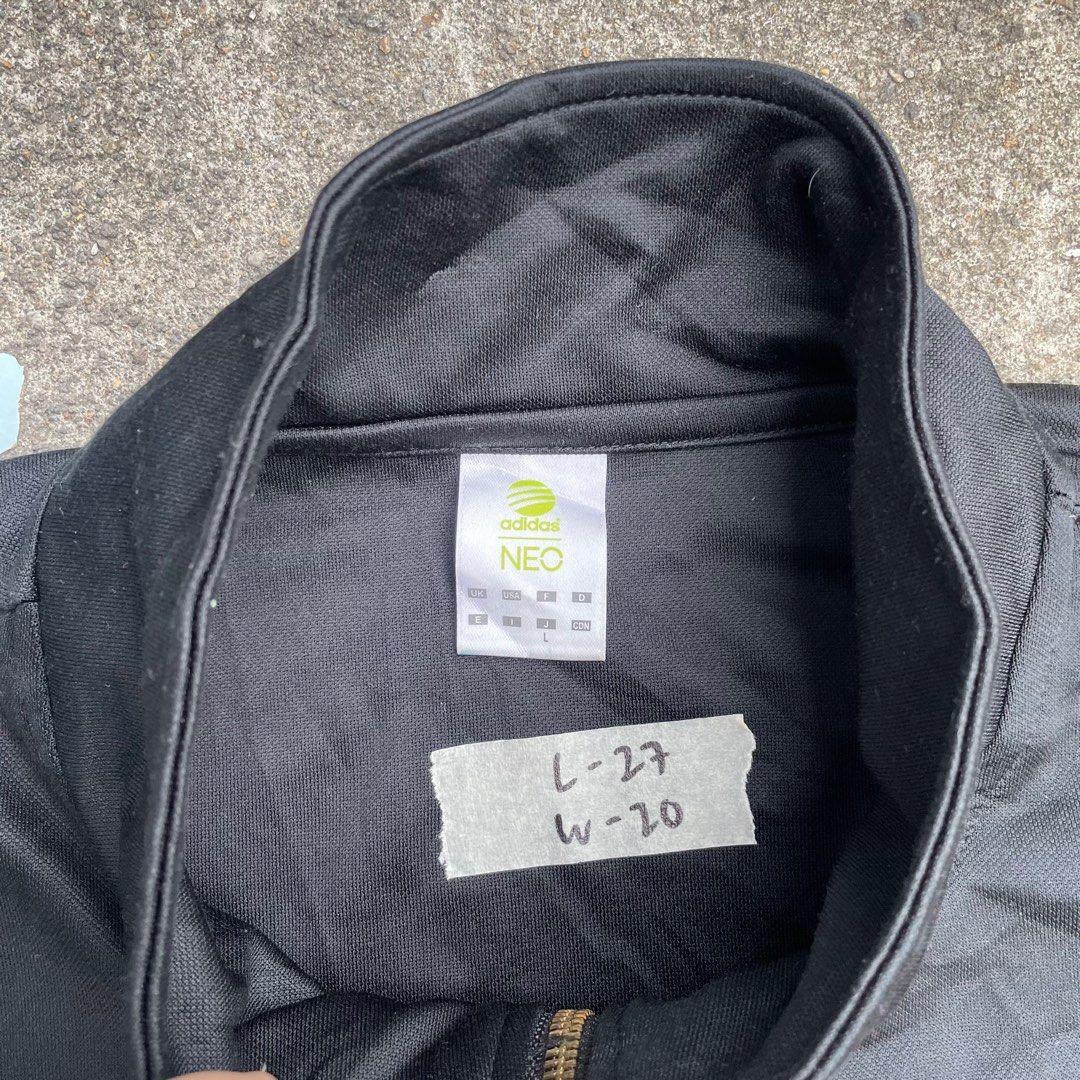 adidas
NEO
UK USA F D
E I J CDN
L
L - 27
W - 20